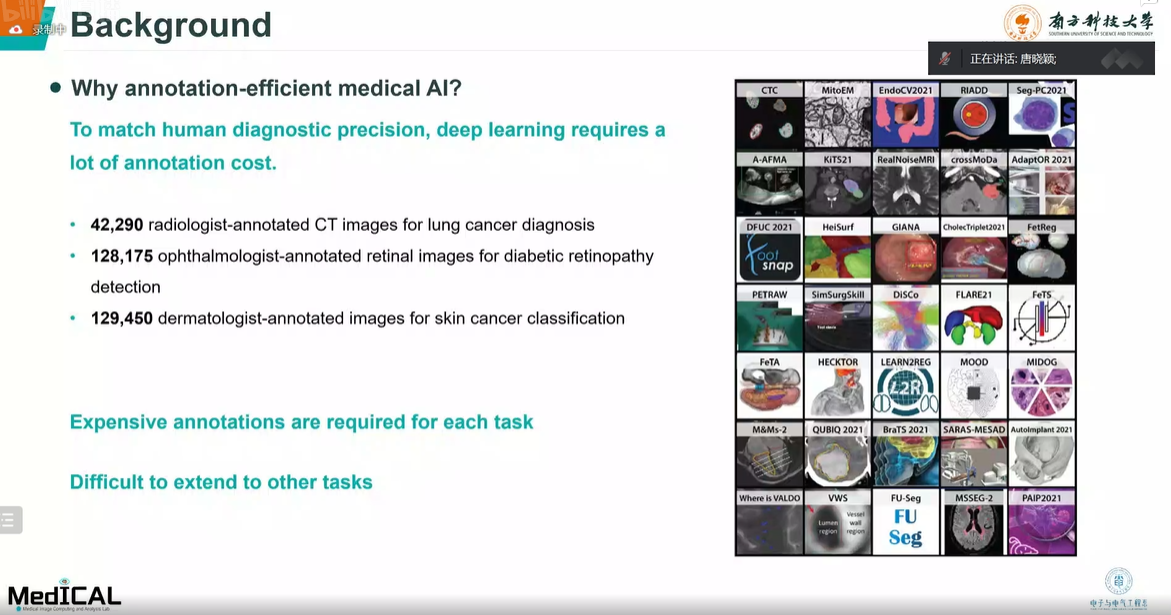 bilibili
录制中
Background
南方科技大学
SOUTHERN UNIVERSITY OF SCIENCE AND TECHNOLOGY
正在讲话: 唐晓颖;
● Why annotation-efficient medical AI?
To match human diagnostic precision, deep learning requires a
lot of annotation cost.
• 42,290 radiologist-annotated CT images for lung cancer diagnosis
• 128,175 ophthalmologist-annotated retinal images for diabetic retinopathy
detection
• 129,450 dermatologist-annotated images for skin cancer classification
Expensive annotations are required for each task
Difficult to extend to other tasks
CTC MitoEM EndoCV2021 RIADD Seg-PC2021
A-AFMA KiTS21 RealNoiseMRI crossMoDa AdaptOR 2021
DFUC 2021 HeiSurf GIANA CholecTriplet2021 FetReg
Foot
snap
PETRAW SimSurgSkill DiSCo FLARE21 FeTS
FeTA HECKTOR LEARN2REG MOOD MIDOG
L2R
M&Ms-2 QUBIQ 2021 BraTS 2021 SARAS-MESAD AutoImplant 2021
Where is VALDO VWS FU-Seg MSSEG-2 PAIP2021
Lumen
region
Vessel
wall
region
FU
Seg
MedICAL
Medical Image Computing and Analysis Lab
电子与电气工程系